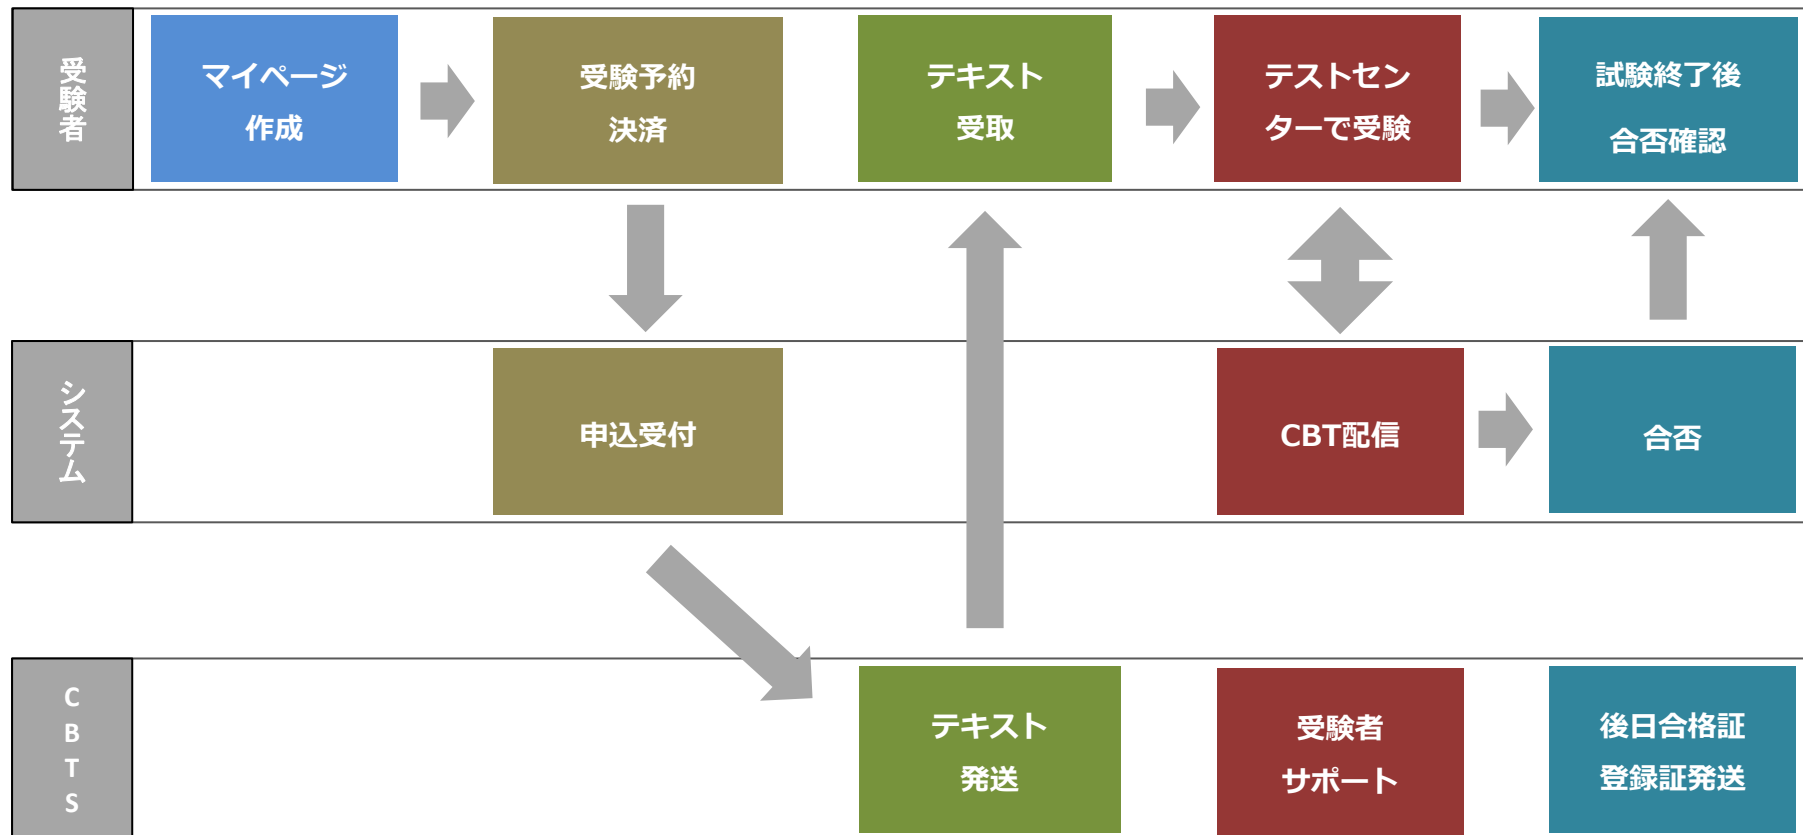 受験者
マイページ
作成
受験予約
決済
テキスト
受取
テストセン
ターで受験
試験終了後
合否確認
システム
申込受付
CBT配信
合否
CBTS
テキスト
発送
受験者
サポート
後日合格証
登録証発送